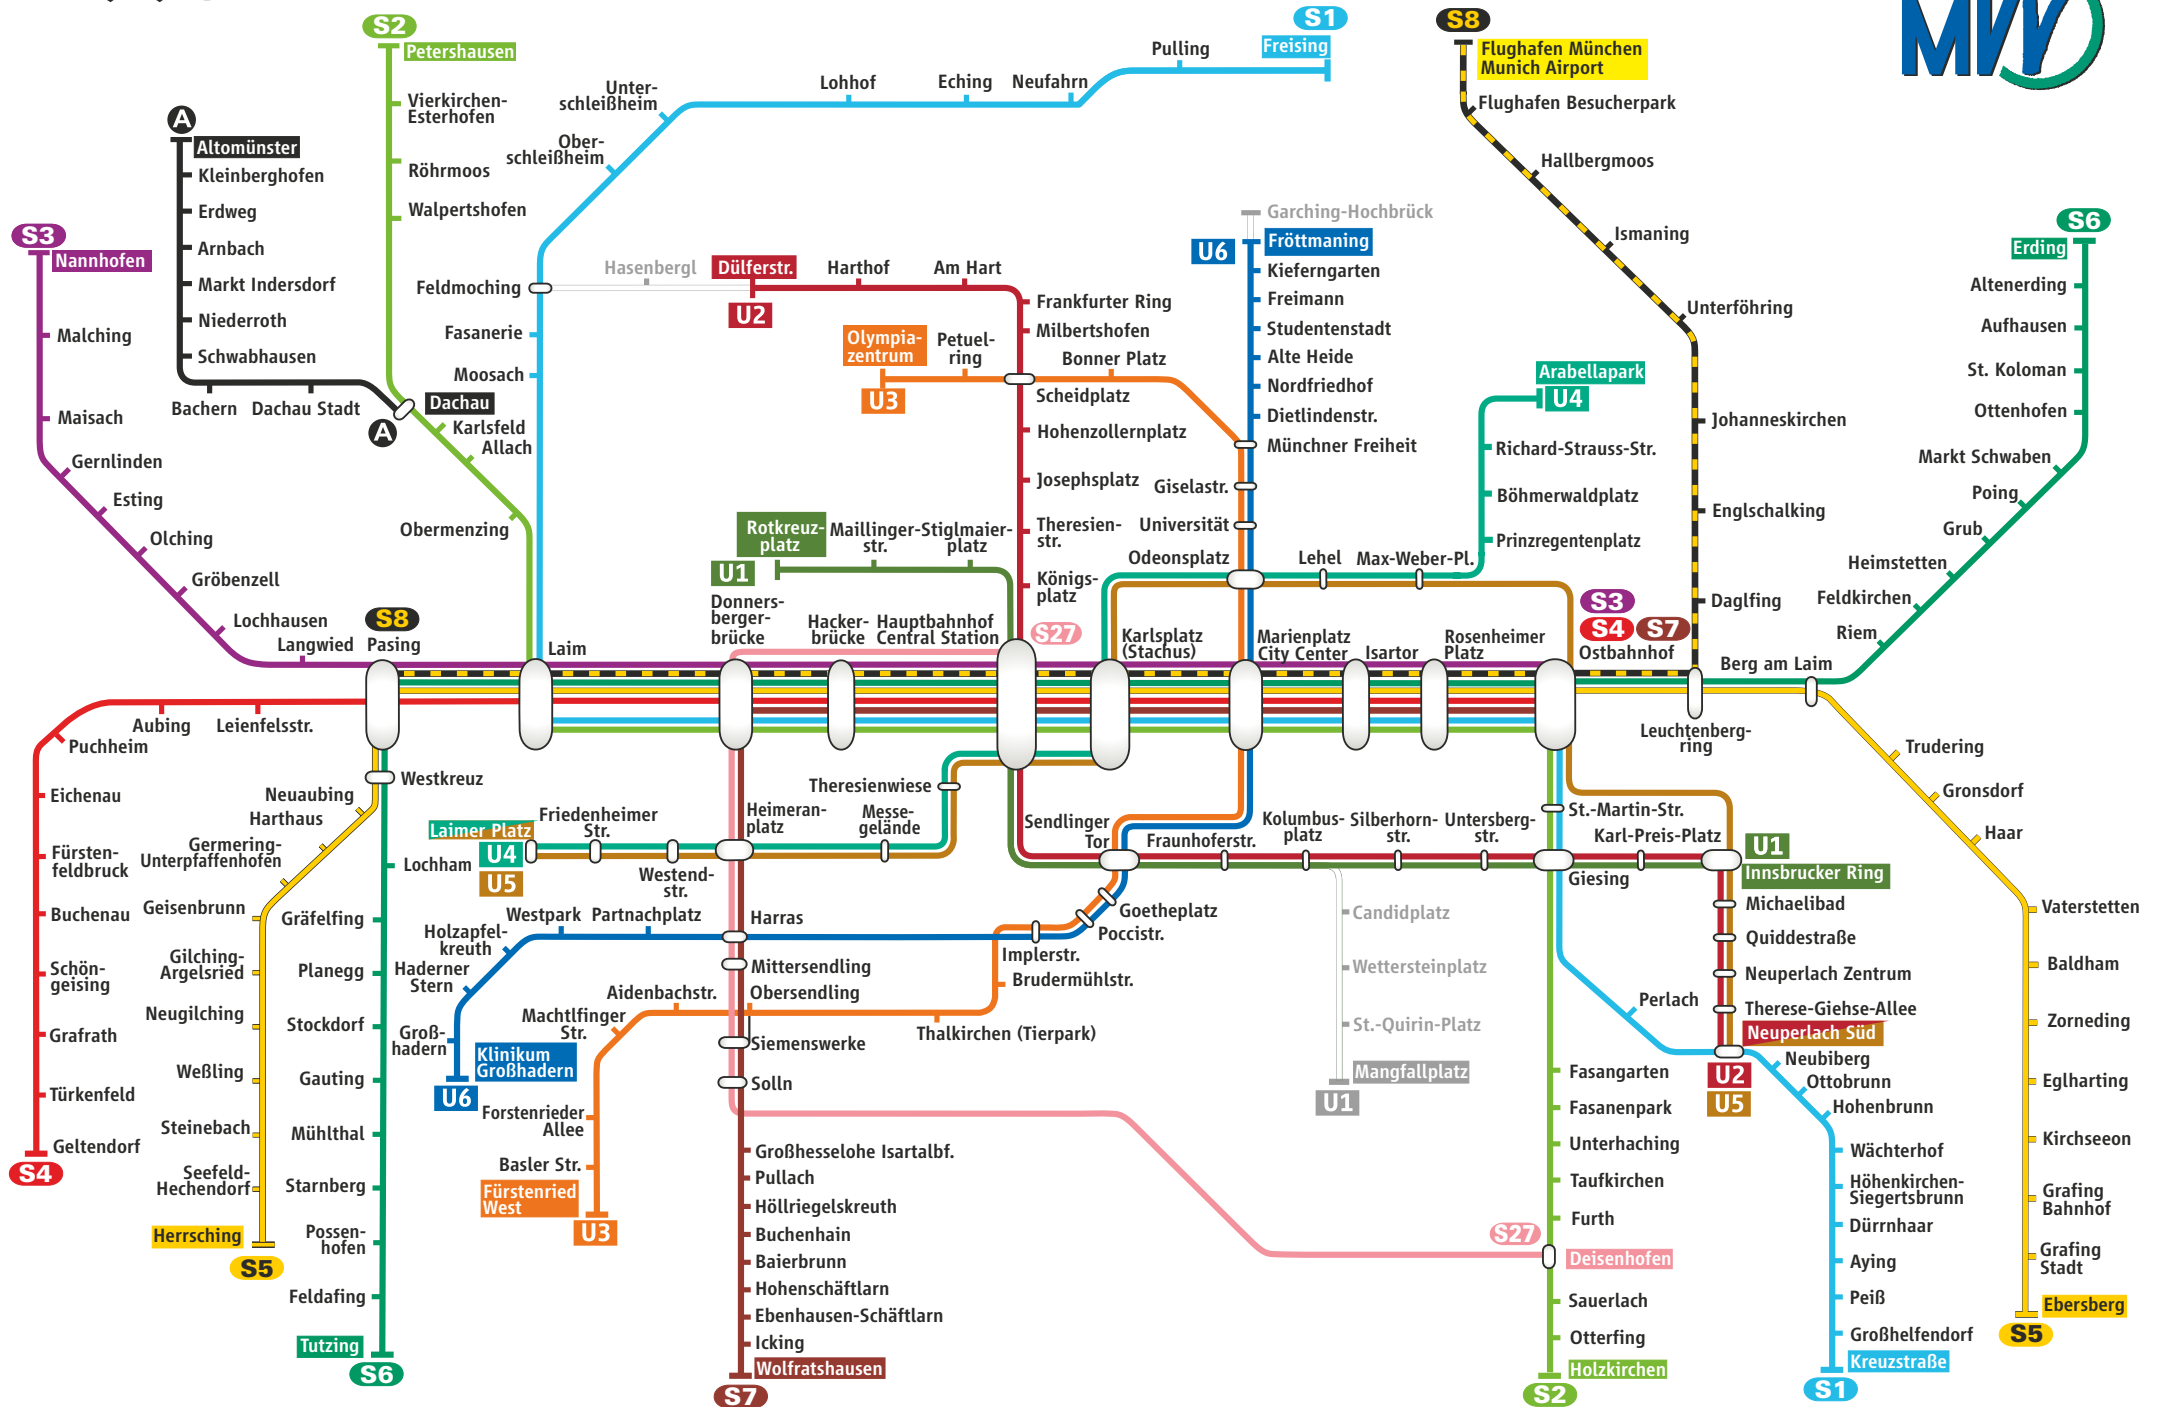 S2
Petershausen
Vierkirchen-
Esterhofen
Röhrmoos
Walpertshofen
A
Altomünster
Kleinberghofen
Erdweg
Arnbach
Markt Indersdorf
Niederroth
Schwabhausen
Bachern
Dachau Stadt
Dachau
A
Karlsfeld
Allach
Obermenzing
S3
Nannhofen
Malching
Maisach
Gernlinden
Esting
Olching
Gröbenzell
Lochhausen
Langwied
S1
Freising
Pulling
Neufahrn
Eching
Lohhof
Unter-
schleißheim
Ober-
schleißheim
Feldmoching
Fasanerie
Moosach
Hasenbergl
Dülferstr.
U2
Harthof
Am Hart
Frankfurter Ring
Milbertshofen
Olympia-
zentrum
U3
Petuel-
ring
Bonner Platz
Scheidplatz
Hohenzollernplatz
Josephsplatz
Theresien-
str.
Königs-
platz
Garching-Hochbrück
U6
Fröttmaning
Kieferngarten
Freimann
Studentenstadt
Alte Heide
Nordfriedhof
Dietlindenstr.
Münchner Freiheit
Giselastr.
Universität
Odeonsplatz
Lehel
Max-Weber-Pl.
Arabellapark
U4
Richard-Strauss-Str.
Böhmerwaldplatz
Prinzregentenplatz
S8
Flughafen München
Munich Airport
Flughafen Besucherpark
Hallbergmoos
Ismaning
Unterföhring
Johanneskirchen
Englschalking
Daglfing
MVV
S6
Erding
Altenerding
Aufhausen
St. Koloman
Ottenhofen
Markt Schwaben
Poing
Grub
Heimstetten
Feldkirchen
Riem
Berg am Laim
Rotkreuz-
platz
U1
Maillinger-
str.
Stiglmaier-
platz
S8
Pasing
Laim
Donners-
berger-
brücke
Hacker-
brücke
Hauptbahnhof
Central Station
S27
Karlsplatz
(Stachus)
Marienplatz
City Center
Isartor
Rosenheimer
Platz
S3
S4
S7
Ostbahnhof
Leuchtenberg-
ring
Aubing
Leienfelsstr.
Puchheim
Eichenau
Fürsten-
feldbruck
Buchenau
Schön-
geising
Grafrath
Türkenfeld
Geltendorf
S4
Westkreuz
Neuaubing
Harthaus
Germering-
Unterpfaffenhofen
Geisenbrunn
Gilching-
Argelsried
Neugilching
Weßling
Steinebach
Seefeld-
Hechendorf
Herrsching
S5
Lochham
Gräfelfing
Planegg
Stockdorf
Gauting
Mühlthal
Starnberg
Possen-
hofen
Feldafing
Tutzing
S6
Laimer Platz
U4
U5
Friedenheimer
Str.
Westend-
str.
Heimeran-
platz
Messe-
gelände
Theresienwiese
Sendlinger
Tor
Fraunhoferstr.
Kolumbus-
platz
Silberhorn-
str.
Untersberg-
str.
St.-Martin-Str.
Giesing
Karl-Preis-Platz
U1
Innsbrucker Ring
Michaelibad
Quiddestraße
Neuperlach Zentrum
Therese-Giehse-Allee
Neuperlach Süd
U2
U5
Goetheplatz
Poccistr.
Implerstr.
Brudermühlstr.
Thalkirchen (Tierpark)
Westpark
Partnachplatz
Holzapfel-
kreuth
Haderner
Stern
Groß-
hadern
Klinikum
Großhadern
U6
Aidenbachstr.
Machtlfinger
Str.
Forstenrieder
Allee
Basler Str.
Fürstenried
West
U3
Harras
Mittersendling
Obersendling
Siemenswerke
Solln
Großhesselohe Isartalbf.
Pullach
Höllriegelskreuth
Buchenhain
Baierbrunn
Hohenschäftlarn
Ebenhausen-Schäftlarn
Icking
Wolfratshausen
S7
Candidplatz
Wettersteinplatz
St.-Quirin-Platz
Mangfallplatz
U1
Fasangarten
Fasanenpark
Unterhaching
Taufkirchen
Furth
S27
Deisenhofen
Sauerlach
Otterfing
Holzkirchen
S2
Perlach
Neubiberg
Ottobrunn
Hohenbrunn
Wächterhof
Höhenkirchen-
Siegertsbrunn
Dürrnhaar
Aying
Peiß
Großhelfendorf
Kreuzstraße
S1
Trudering
Gronsdorf
Haar
Vaterstetten
Baldham
Zorneding
Eglharting
Kirchseeon
Grafing
Bahnhof
Grafing
Stadt
Ebersberg
S5